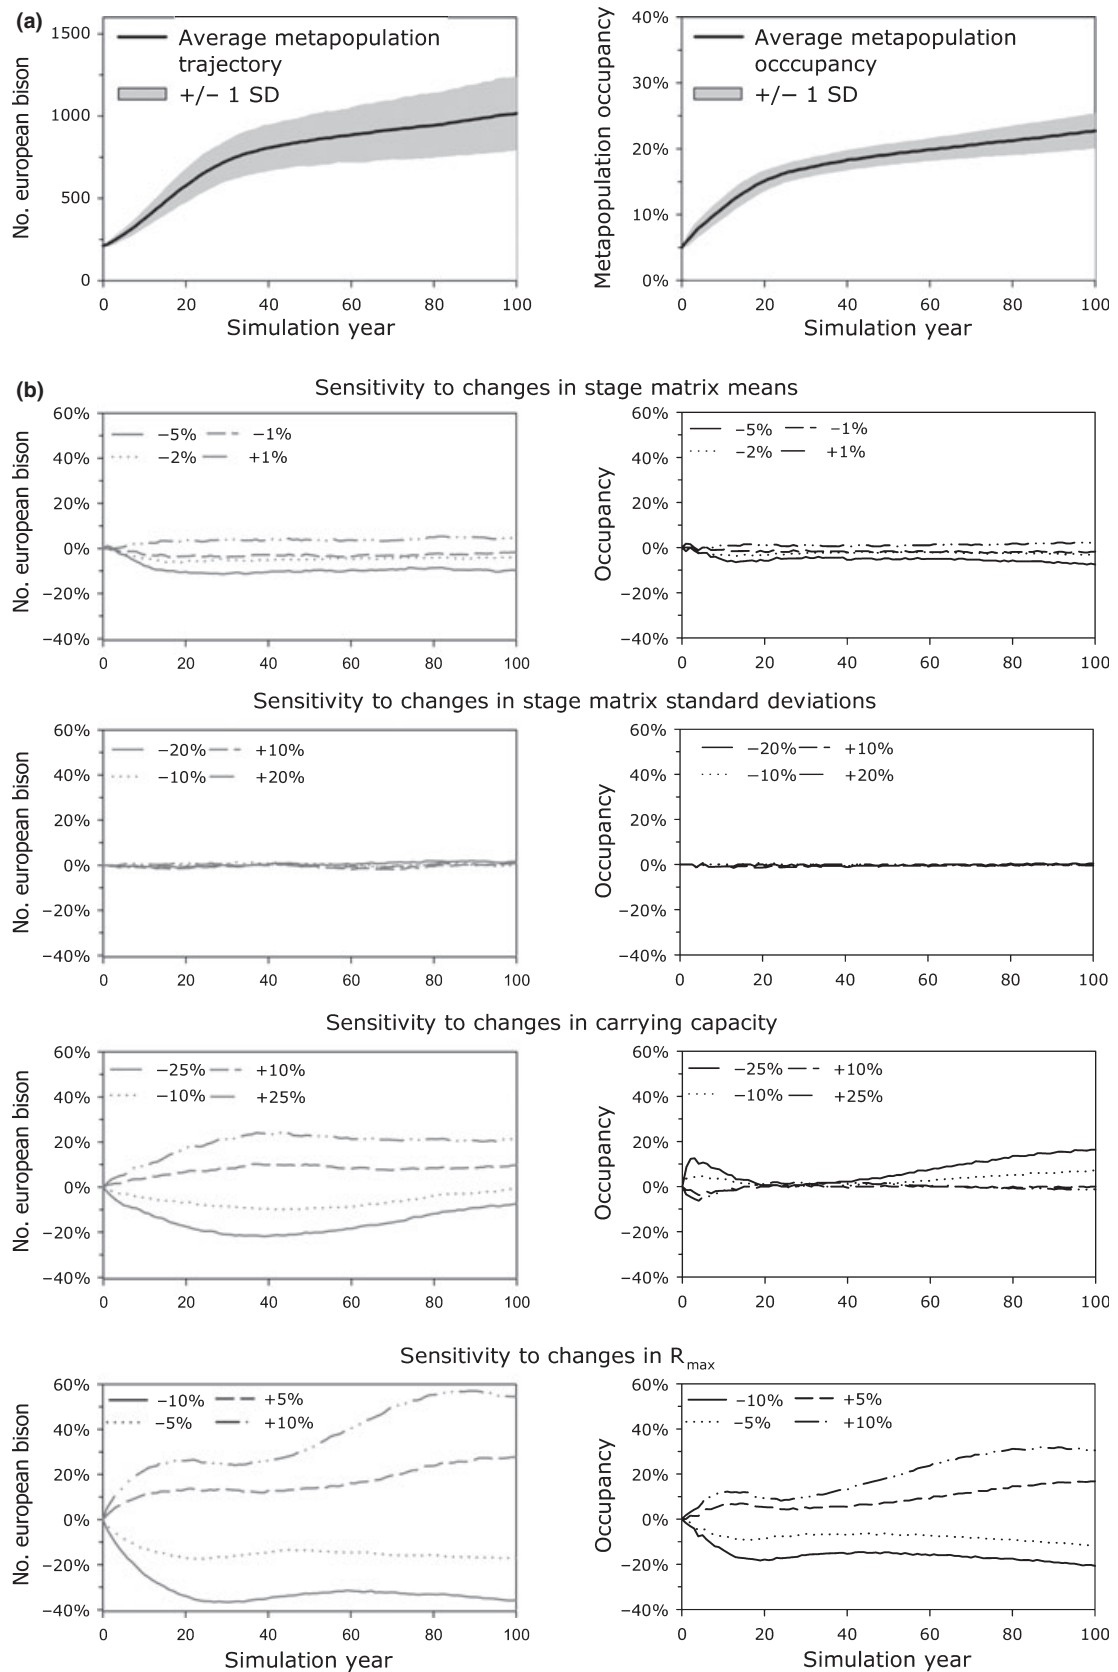 (a)
No. european bison
1500
1000
500
0
Average metapopulation
trajectory
+/− 1 SD
0 20 40 60 80 100
Simulation year
Metapopulation occupancy
40%
30%
20%
10%
0%
Average metapopulation
occcupancy
+/− 1 SD
0 20 40 60 80 100
Simulation year
(b)
Sensitivity to changes in stage matrix means
No. european bison
60%
40%
20%
0%
−20%
−40%
−5% −1%
−2% +1%
0 20 40 60 80 100
Occupancy
60%
40%
20%
0%
−20%
−40%
−5% −1%
−2% +1%
0 20 40 60 80 100
Sensitivity to changes in stage matrix standard deviations
No. european bison
60%
40%
20%
0%
−20%
−40%
−20% +10%
−10% +20%
0 20 40 60 80 100
Occupancy
60%
40%
20%
0%
−20%
−40%
−20% +10%
−10% +20%
0 20 40 60 80 100
Sensitivity to changes in carrying capacity
No. european bison
60%
40%
20%
0%
−20%
−40%
−25% +10%
−10% +25%
0 20 40 60 80 100
Occupancy
60%
40%
20%
0%
−20%
−40%
−25% +10%
−10% +25%
0 20 40 60 80 100
Sensitivity to changes in Rmax
No. european bison
60%
40%
20%
0%
−20%
−40%
−10% +5%
−5% +10%
0 20 40 60 80 100
Simulation year
Occupancy
60%
40%
20%
0%
−20%
−40%
−10% +5%
−5% +10%
0 20 40 60 80 100
Simulation year